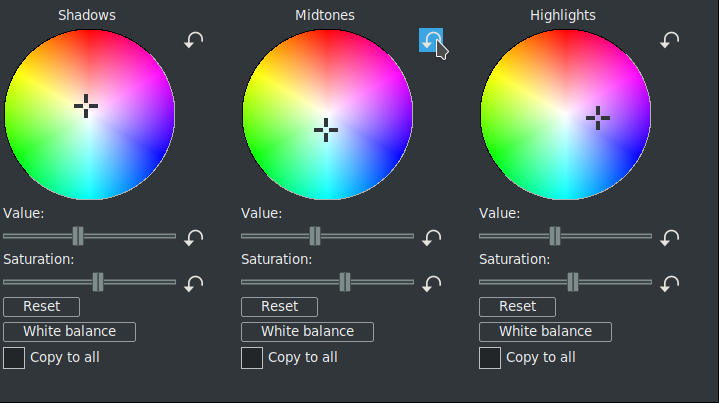 Shadows Midtones Highlights
Value: Value: Value:
Saturation: Saturation: Saturation:
Reset Reset Reset
White balance White balance White balance
Copy to all Copy to all Copy to all